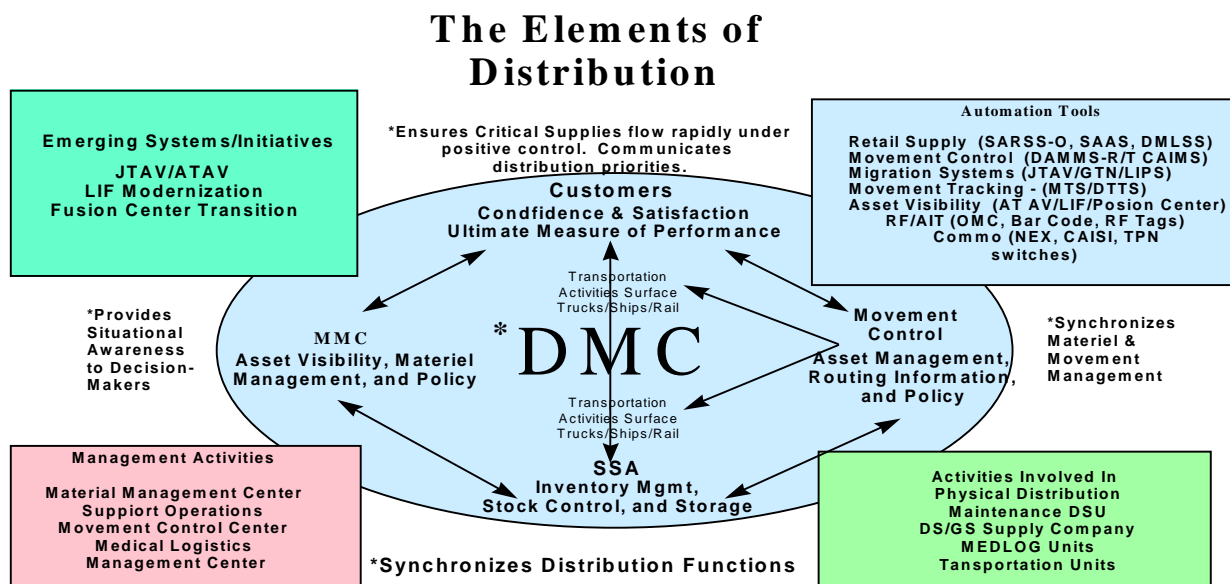 The Elements of
Distribution
Emerging Systems/Initiatives
JTAV/ATAV
LIF Modernization
Fusion Center Transition
*Ensures Critical Supplies flow rapidly under
positive control. Communicates
distribution priorities.
Automation Tools
Retail Supply (SARSS-O, SAAS, DMLSS)
Movement Control (DAMMS-R/T CAIMS)
Migration Systems (JTAV/GTN/LIPS)
Movement Tracking - (MTS/DTTS)
Asset Visibility (AT AV/LIF/Posion Center)
RF/AIT (OMC, Bar Code, RF Tags)
Commo (NEX, CAISI, TPN
switches)
Customers
Condfidence & Satisfaction
Ultimate Measure of Performance
Transportation
Activities Surface
Trucks/Ships/Rail
*Provides
Situational
Awareness
to Decision-
Makers
MMC
Asset Visibility, Materiel
Management, and Policy
*DMC
Movement
Control
Asset Management,
Routing Information,
and Policy
*Synchronizes
Materiel &
Movement
Management
Transportation
Activities Surface
Trucks/Ships/Rail
SSA
Inventory Mgmt,
Stock Control, and Storage
Management Activities
Material Management Center
Suppiort Operations
Movement Control Center
Medical Logistics
Management Center
*Synchronizes Distribution Functions
Activities Involved In
Physical Distribution
Maintenance DSU
DS/GS Supply Company
MEDLOG Units
Tansportation Units